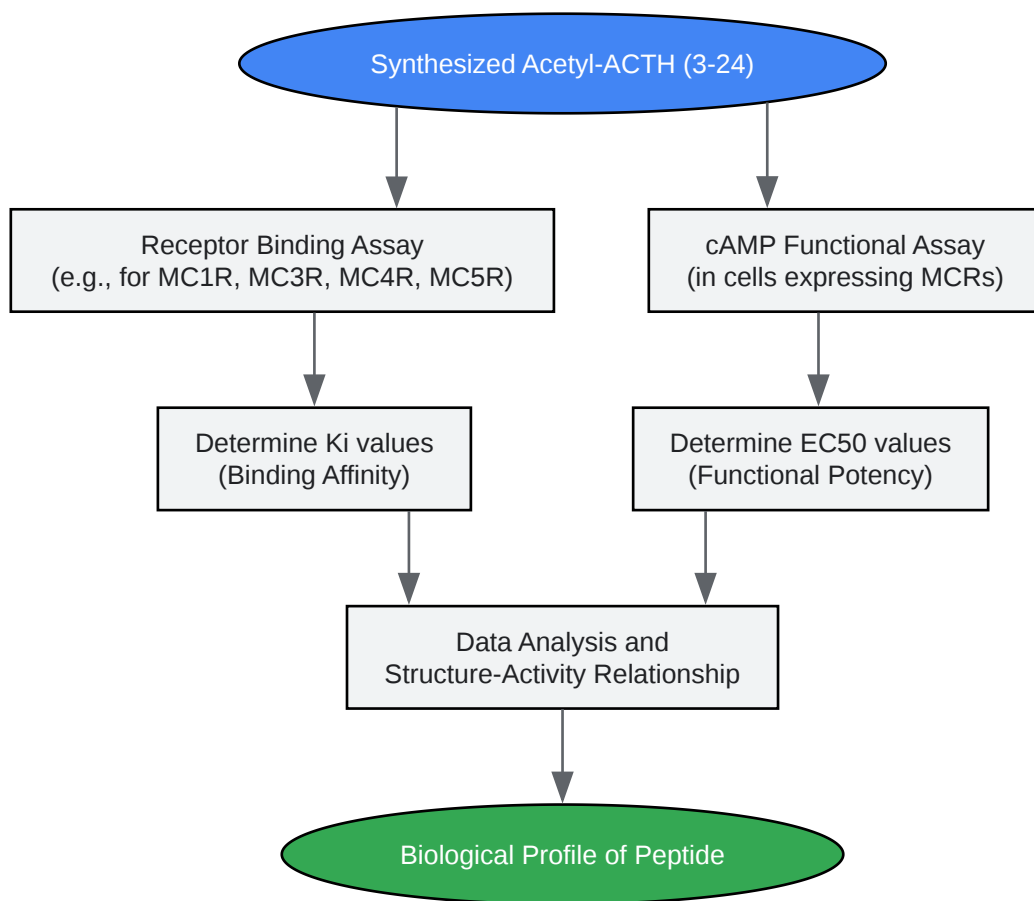 Synthesized Acetyl-ACTH (3-24)
Receptor Binding Assay
(e.g., for MC1R, MC3R, MC4R, MC5R)
cAMP Functional Assay
(in cells expressing MCRs)
Determine Ki values
(Binding Affinity)
Determine EC50 values
(Functional Potency)
Data Analysis and
Structure-Activity Relationship
Biological Profile of Peptide